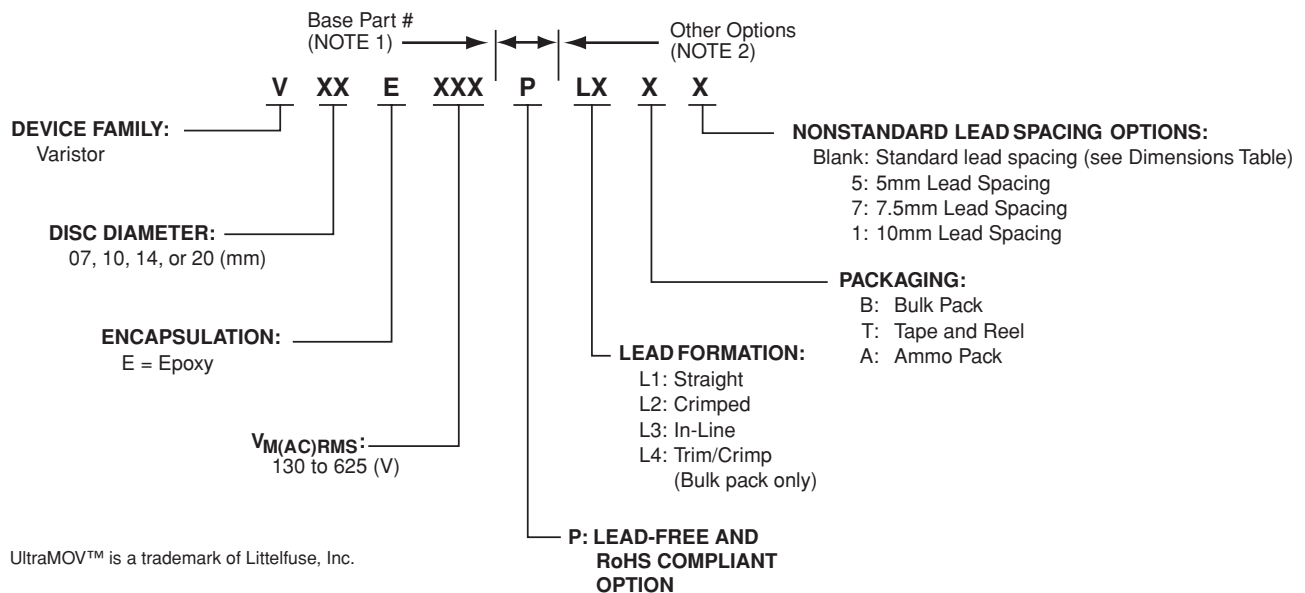 Base Part #
(NOTE 1)
Other Options
(NOTE 2)
V XX E XXX P LX X X
DEVICE FAMILY:
Varistor
DISC DIAMETER:
07, 10, 14, or 20 (mm)
ENCAPSULATION:
E = Epoxy
VM(AC)RMS:
130 to 625 (V)
P: LEAD-FREE AND
RoHS COMPLIANT
OPTION
LEAD FORMATION:
L1: Straight
L2: Crimped
L3: In-Line
L4: Trim/Crimp
(Bulk pack only)
PACKAGING:
B: Bulk Pack
T: Tape and Reel
A: Ammo Pack
NONSTANDARD LEAD SPACING OPTIONS:
Blank: Standard lead spacing (see Dimensions Table)
5: 5mm Lead Spacing
7: 7.5mm Lead Spacing
1: 10mm Lead Spacing
UltraMOV™ is a trademark of Littelfuse, Inc.